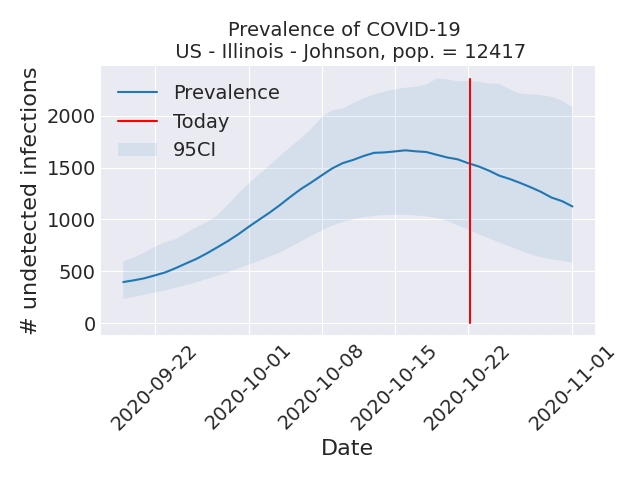 Prevalence of COVID-19
US - Illinois - Johnson, pop. = 12417
# undetected infections
2000
1500
1000
500
0
Prevalence
Today
95CI
2020-09-22
2020-10-01
2020-10-08
2020-10-15
2020-10-22
2020-11-01
Date